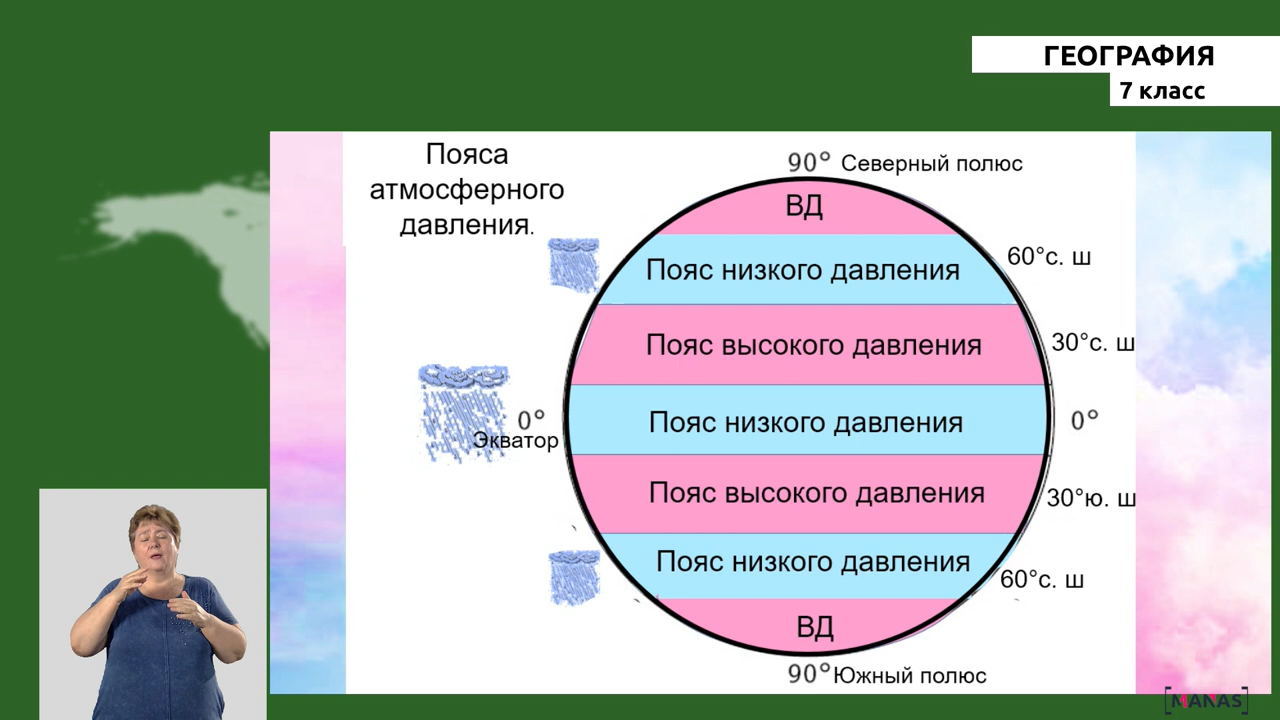 ГЕОГРАФИЯ
7 класс
Пояса
атмосферного
давления.
90° Северный полюс
ВД
60°с. ш
Пояс низкого давления
30°с. ш
Пояс высокого давления
0°
Экватор
Пояс низкого давления
0°
Пояс высокого давления
30°ю. ш
Пояс низкого давления
60°с. ш
ВД
90° Южный полюс
[MANAS]